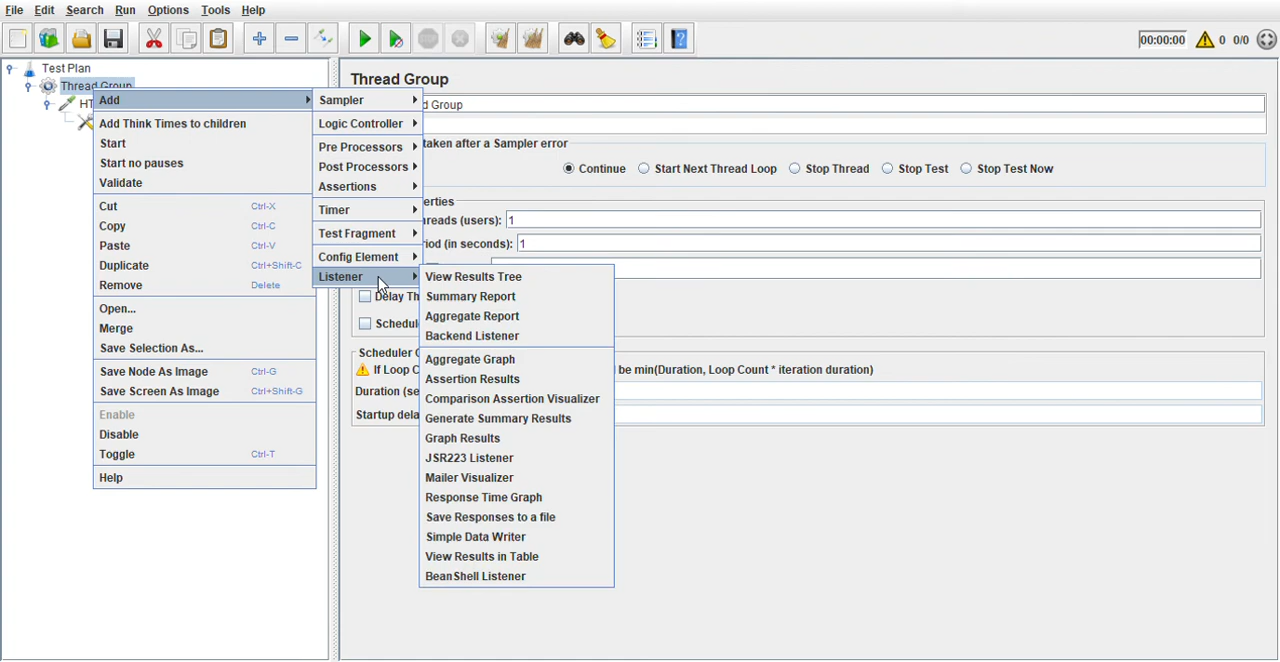 File Edit Search Run Options Tools Help
00:00:00 0 0/0
Test Plan
Thread Group
HT
Add
Add Think Times to children
Start
Start no pauses
Validate
Cut Ctrl-X
Copy Ctrl-C
Paste Ctrl-V
Duplicate Ctrl+Shift-C
Remove Delete
Open...
Merge
Save Selection As...
Save Node As Image Ctrl-G
Save Screen As Image Ctrl+Shift-G
Enable
Disable
Toggle Ctrl-T
Help
Sampler
Logic Controller
Pre Processors
Post Processors
Assertions
Timer
Test Fragment
Config Element
Listener
View Results Tree
Summary Report
Aggregate Report
Backend Listener
Aggregate Graph
Assertion Results
Comparison Assertion Visualizer
Generate Summary Results
Graph Results
JSR223 Listener
Mailer Visualizer
Response Time Graph
Save Responses to a file
Simple Data Writer
View Results in Table
BeanShell Listener
Thread Group
d Group
taken after a Sampler error
Continue Start Next Thread Loop Stop Thread Stop Test Stop Test Now
erties
hreads (users): 1
riod (in seconds): 1
Delay Th
Schedul
Scheduler C
If Loop C d be min(Duration, Loop Count * iteration duration)
Duration (se
Startup dela